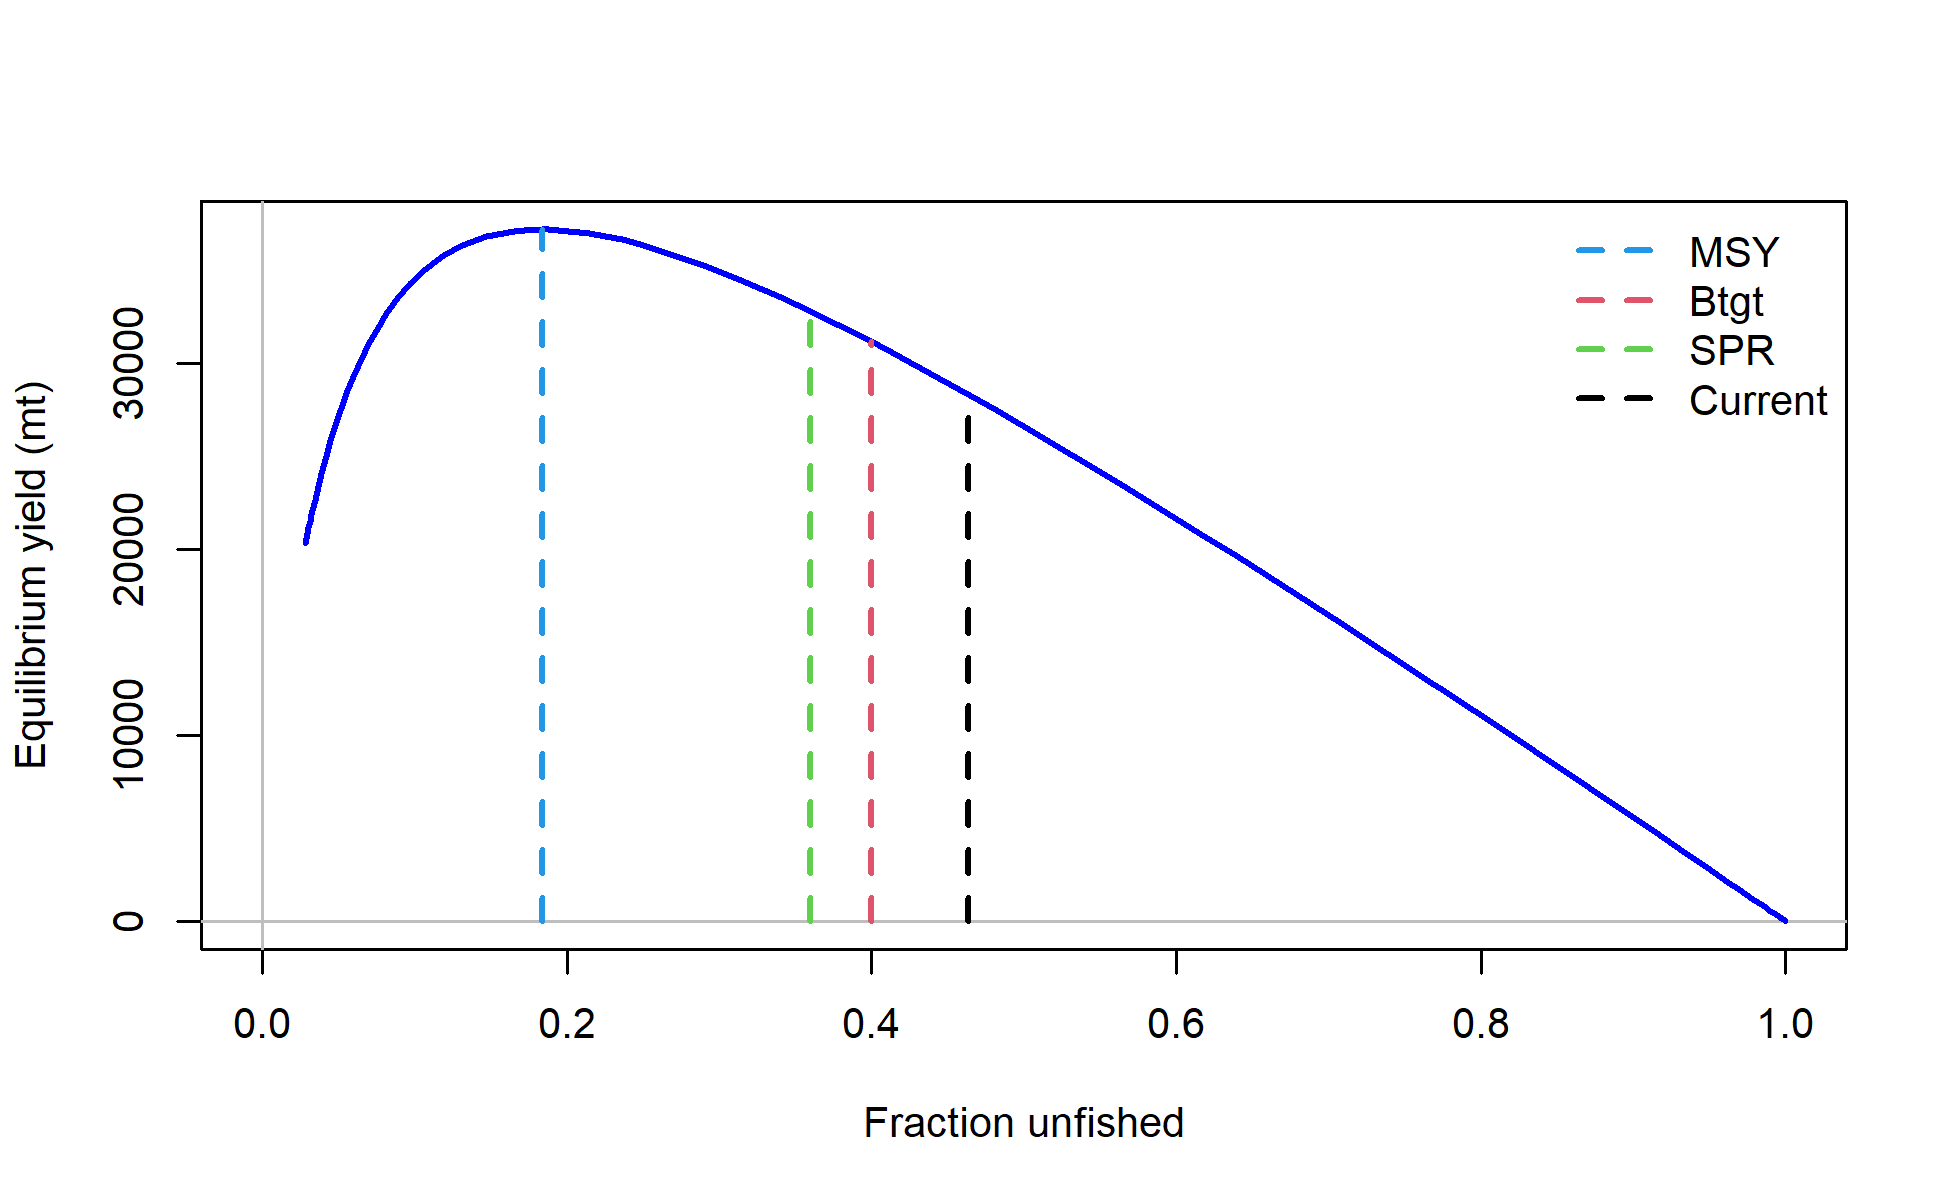 MSY
Btgt
SPR
Current
Equilibrium yield (mt)
30000
20000
10000
0
0.0 0.2 0.4 0.6 0.8 1.0
Fraction unfished